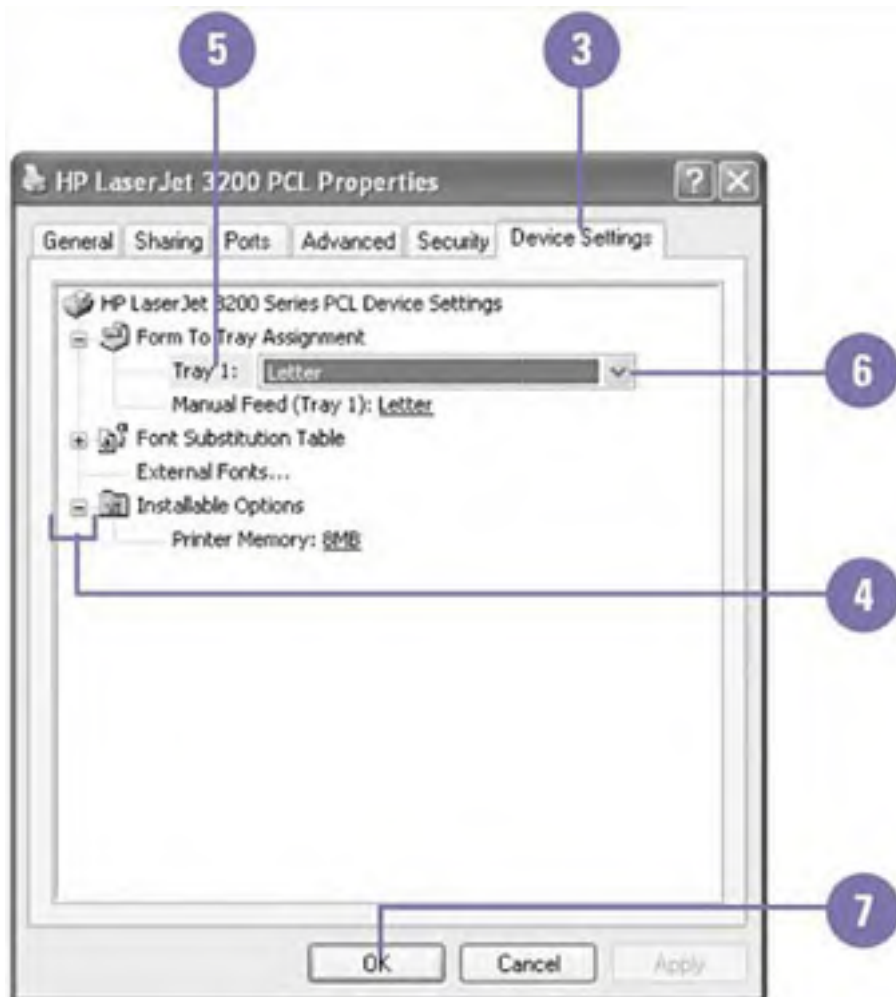 5 3
HP LaserJet 3200 PCL Properties
General Sharing Ports Advanced Security Device Settings
HP LaserJet 3200 Series PCL Device Settings
Form To Tray Assignment
Tray 1: Letter
6
Manual Feed (Tray 1): Letter
Font Substitution Table
External Fonts...
Installable Options
Printer Memory: 8MB
4
7
OK Cancel Apply